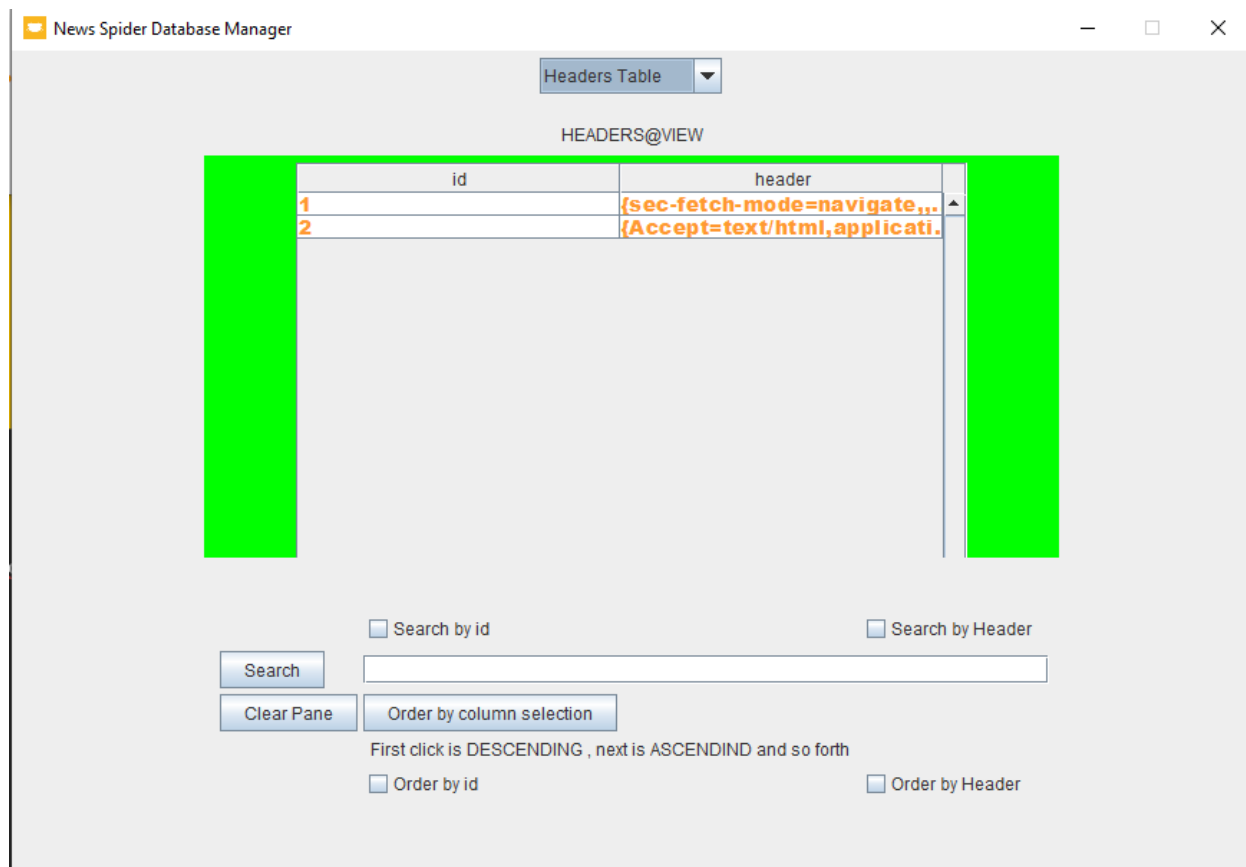 News Spider Database Manager
Headers Table
HEADERS@VIEW
id header
1 {sec-fetch-mode=navigate,,.
2 {Accept=text/html,applicati.
Search by id Search by Header
Search
Clear Pane Order by column selection
First click is DESCENDING , next is ASCENDIND and so forth
Order by id Order by Header